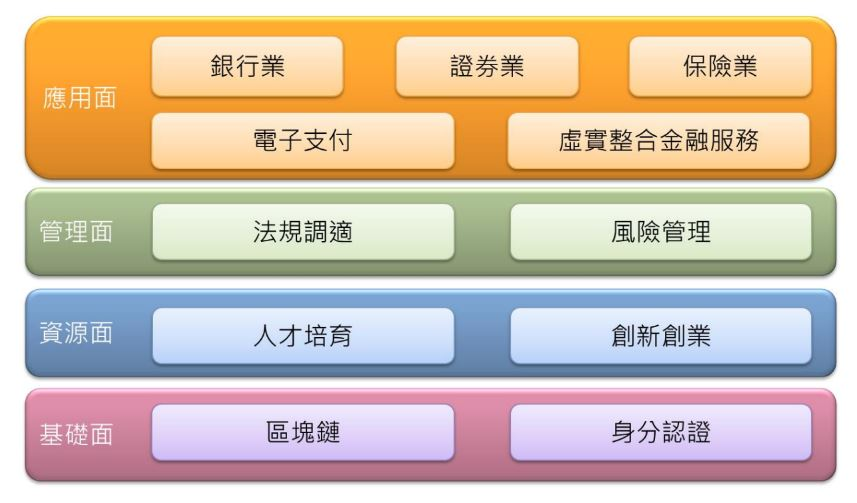 應用面
銀行業
證券業
保險業
電子支付
虛實整合金融服務
管理面
法規調適
風險管理
資源面
人才培育
創新創業
基礎面
區塊鏈
身分認證